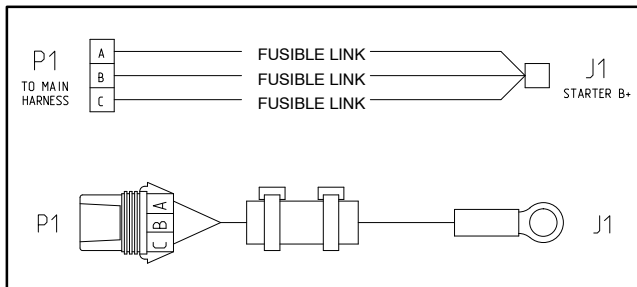 P1
TO MAIN
HARNESS
A
B
C
FUSIBLE LINK
FUSIBLE LINK
FUSIBLE LINK
J1
STARTER B+
P1
A
B
C
J1